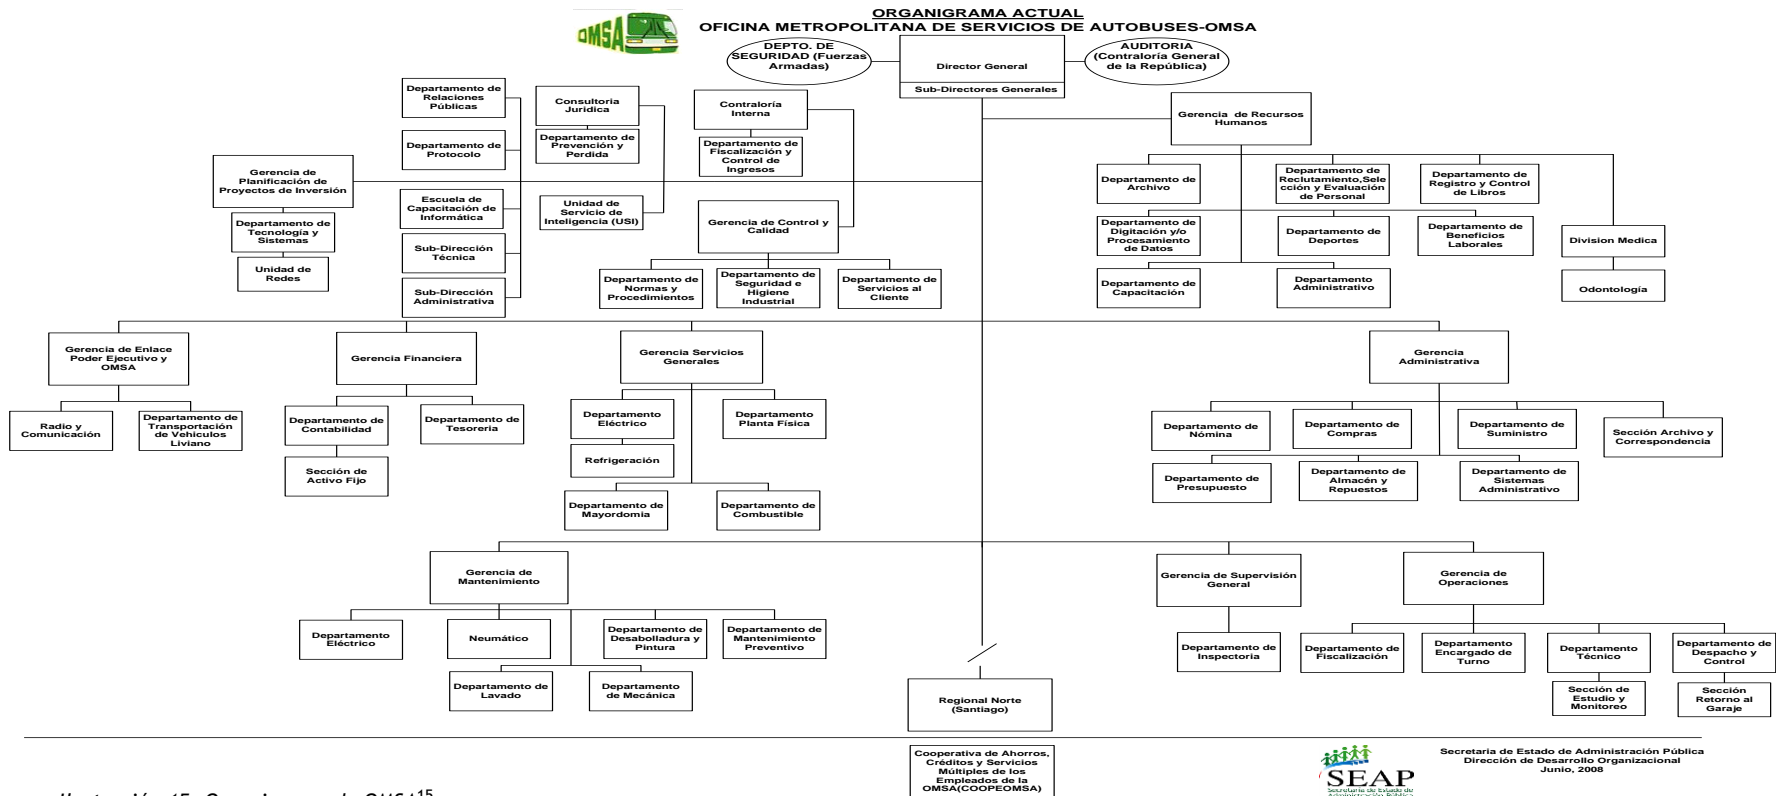 ORGANIGRAMA ACTUAL
OFICINA METROPOLITANA DE SERVICIOS DE AUTOBUSES-OMSA
OMSA
DEPTO. DE
SEGURIDAD (Fuerzas
Armadas)
Director General
Sub-Directores Generales
AUDITORIA
(Contraloría General
de la República)
Departamento de
Relaciones
Públicas
Consultoria
Juridica
Contraloría
Interna
Gerencia de Recursos
Humanos
Departamento de
Protocolo
Departamento de
Prevención y
Perdida
Departamento de
Fiscalización y
Control de
Ingresos
Gerencia de
Planificación de
Proyectos de Inversión
Departamento de
Tecnología y
Sistemas
Unidad de
Redes
Escuela de
Capacitación de
Informática
Sub-Dirección
Técnica
Sub-Dirección
Administrativa
Unidad de
Servicio de
Inteligencia (USI)
Gerencia de Control y
Calidad
Departamento de
Normas y
Procedimientos
Departamento de
Seguridad e
Higiene
Industrial
Departamento de
Servicios al
Cliente
Departamento de
Archivo
Departamento de
Reclutamiento,Sele
cción y Evaluación
de Personal
Departamento de
Registro y Control
de Libros
Departamento de
Digitación y/o
Procesamiento
de Datos
Departamento de
Deportes
Departamento de
Beneficios
Laborales
Division Medica
Departamento de
Capacitación
Departamento
Administrativo
Odontología
Gerencia de Enlace
Poder Ejecutivo y
OMSA
Gerencia Financiera
Gerencia Servicios
Generales
Gerencia
Administrativa
Radio y
Comunicación
Departamento de
Transportación
de Vehículos
Liviano
Departamento de
Contabilidad
Departamento de
Tesoreria
Sección de
Activo Fijo
Departamento
Eléctrico
Departamento
Planta Física
Refrigeración
Departamento de
Mayordomia
Departamento de
Combustible
Departamento de
Nómina
Departamento de
Compras
Departamento de
Suministro
Sección Archivo y
Correspondencia
Departamento de
Presupuesto
Departamento de
Almacén y
Repuestos
Departamento de
Sistemas
Administrativo
Gerencia de
Mantenimiento
Gerencia de Supervisión
General
Gerencia de
Operaciones
Departamento
Eléctrico
Neumático
Departamento de
Desabolladura y
Pintura
Departamento de
Mantenimiento
Preventivo
Departamento de
Lavado
Departamento
de Mecánica
Departamento de
Inspectoria
Departamento de
Fiscalización
Departamento
Encargado de
Turno
Departamento
Técnico
Departamento de
Despacho y
Control
Sección de
Estudio y
Monitoreo
Sección
Retorno al
Garaje
Regional Norte
(Santiago)
Cooperativa de Ahorros,
Créditos y Servicios
Múltiples de los
Empleados de la
OMSA(COOPEOMSA)
SEAP
Secretaría de Estado de
Administración Pública
Secretaria de Estado de Administración Pública
Dirección de Desarrollo Organizacional
Junio, 2008